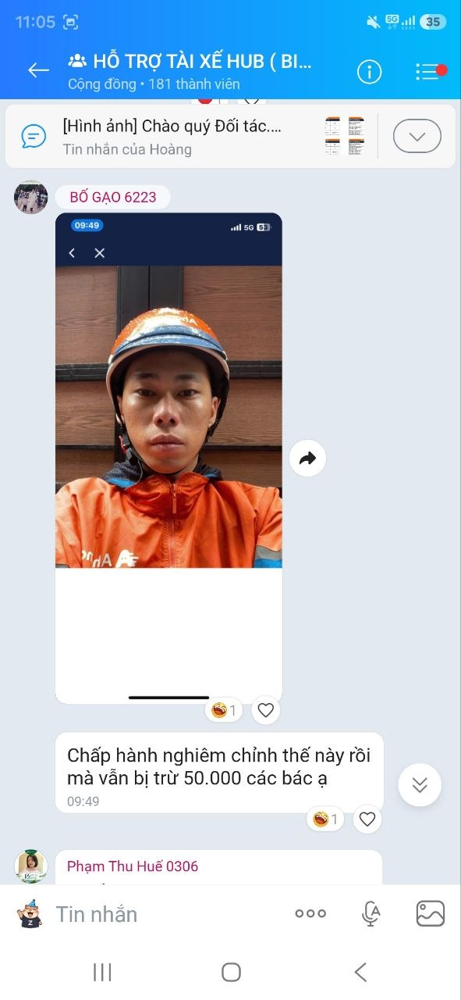 11:05
5G
35
HỖ TRỢ TÀI XẾ HUB ( BI...
Cộng đồng • 181 thành viên
1
[Hình ảnh] Chào quý Đối tác....
Tin nhắn của Hoàng
BỐ GẠO 6223
09:49
5G 53
1
Chấp hành nghiêm chỉnh thế này rồi
mà vẫn bị trừ 50.000 các bác ạ
09:49
1
Phạm Thu Huế 0306
Z
Tin nhắn
A